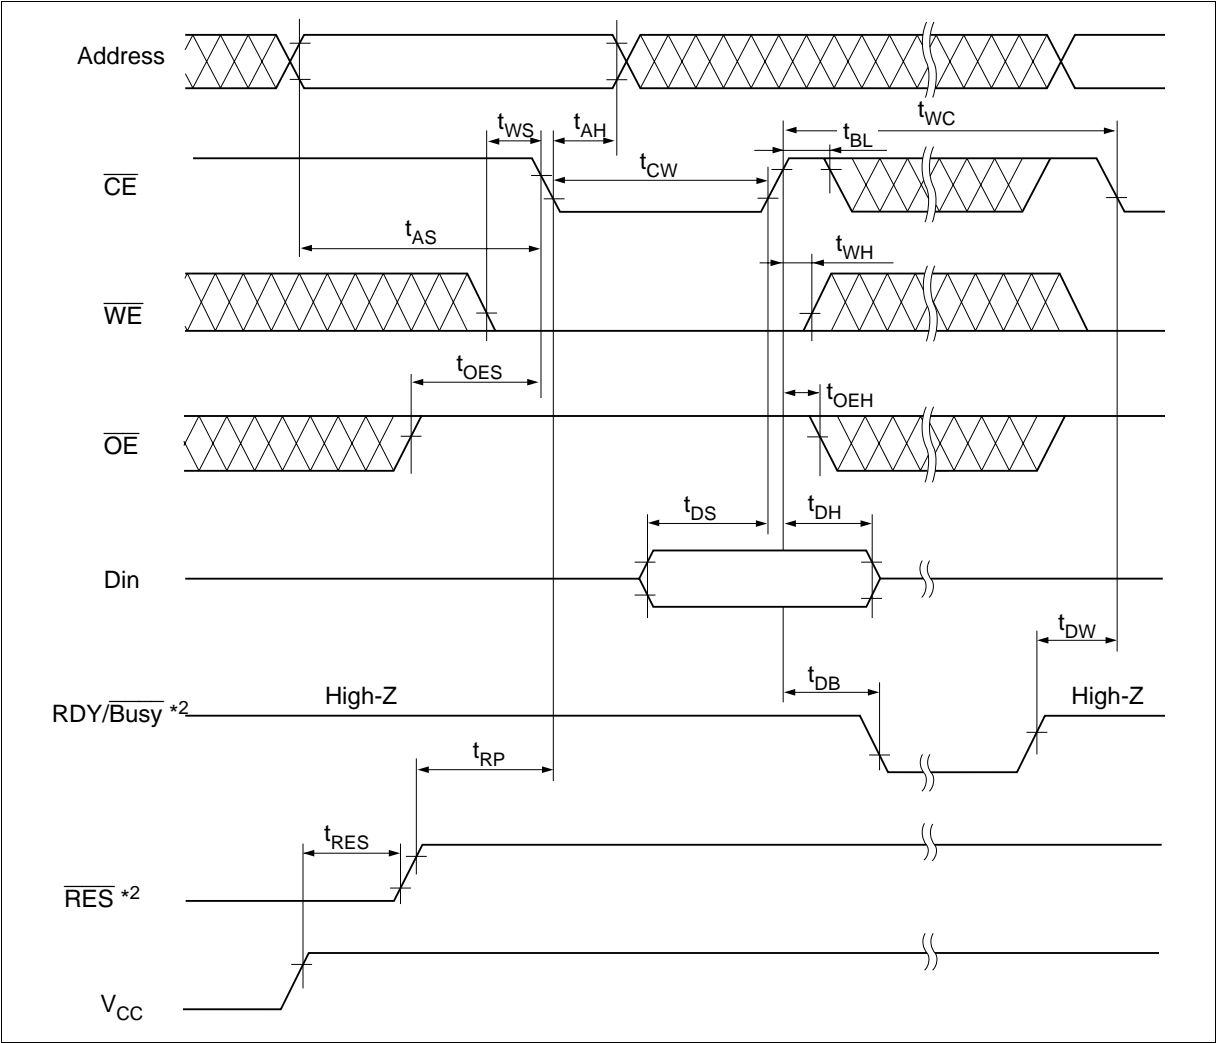 Address
tWC
tWS
tAH
tBL
tCW
CE
tAS
tWH
WE
tOES
tOEH
OE
tDS
tDH
Din
tDW
tDB
High-Z
High-Z
RDY/Busy *2
tRP
tRES
RES *2
VCC